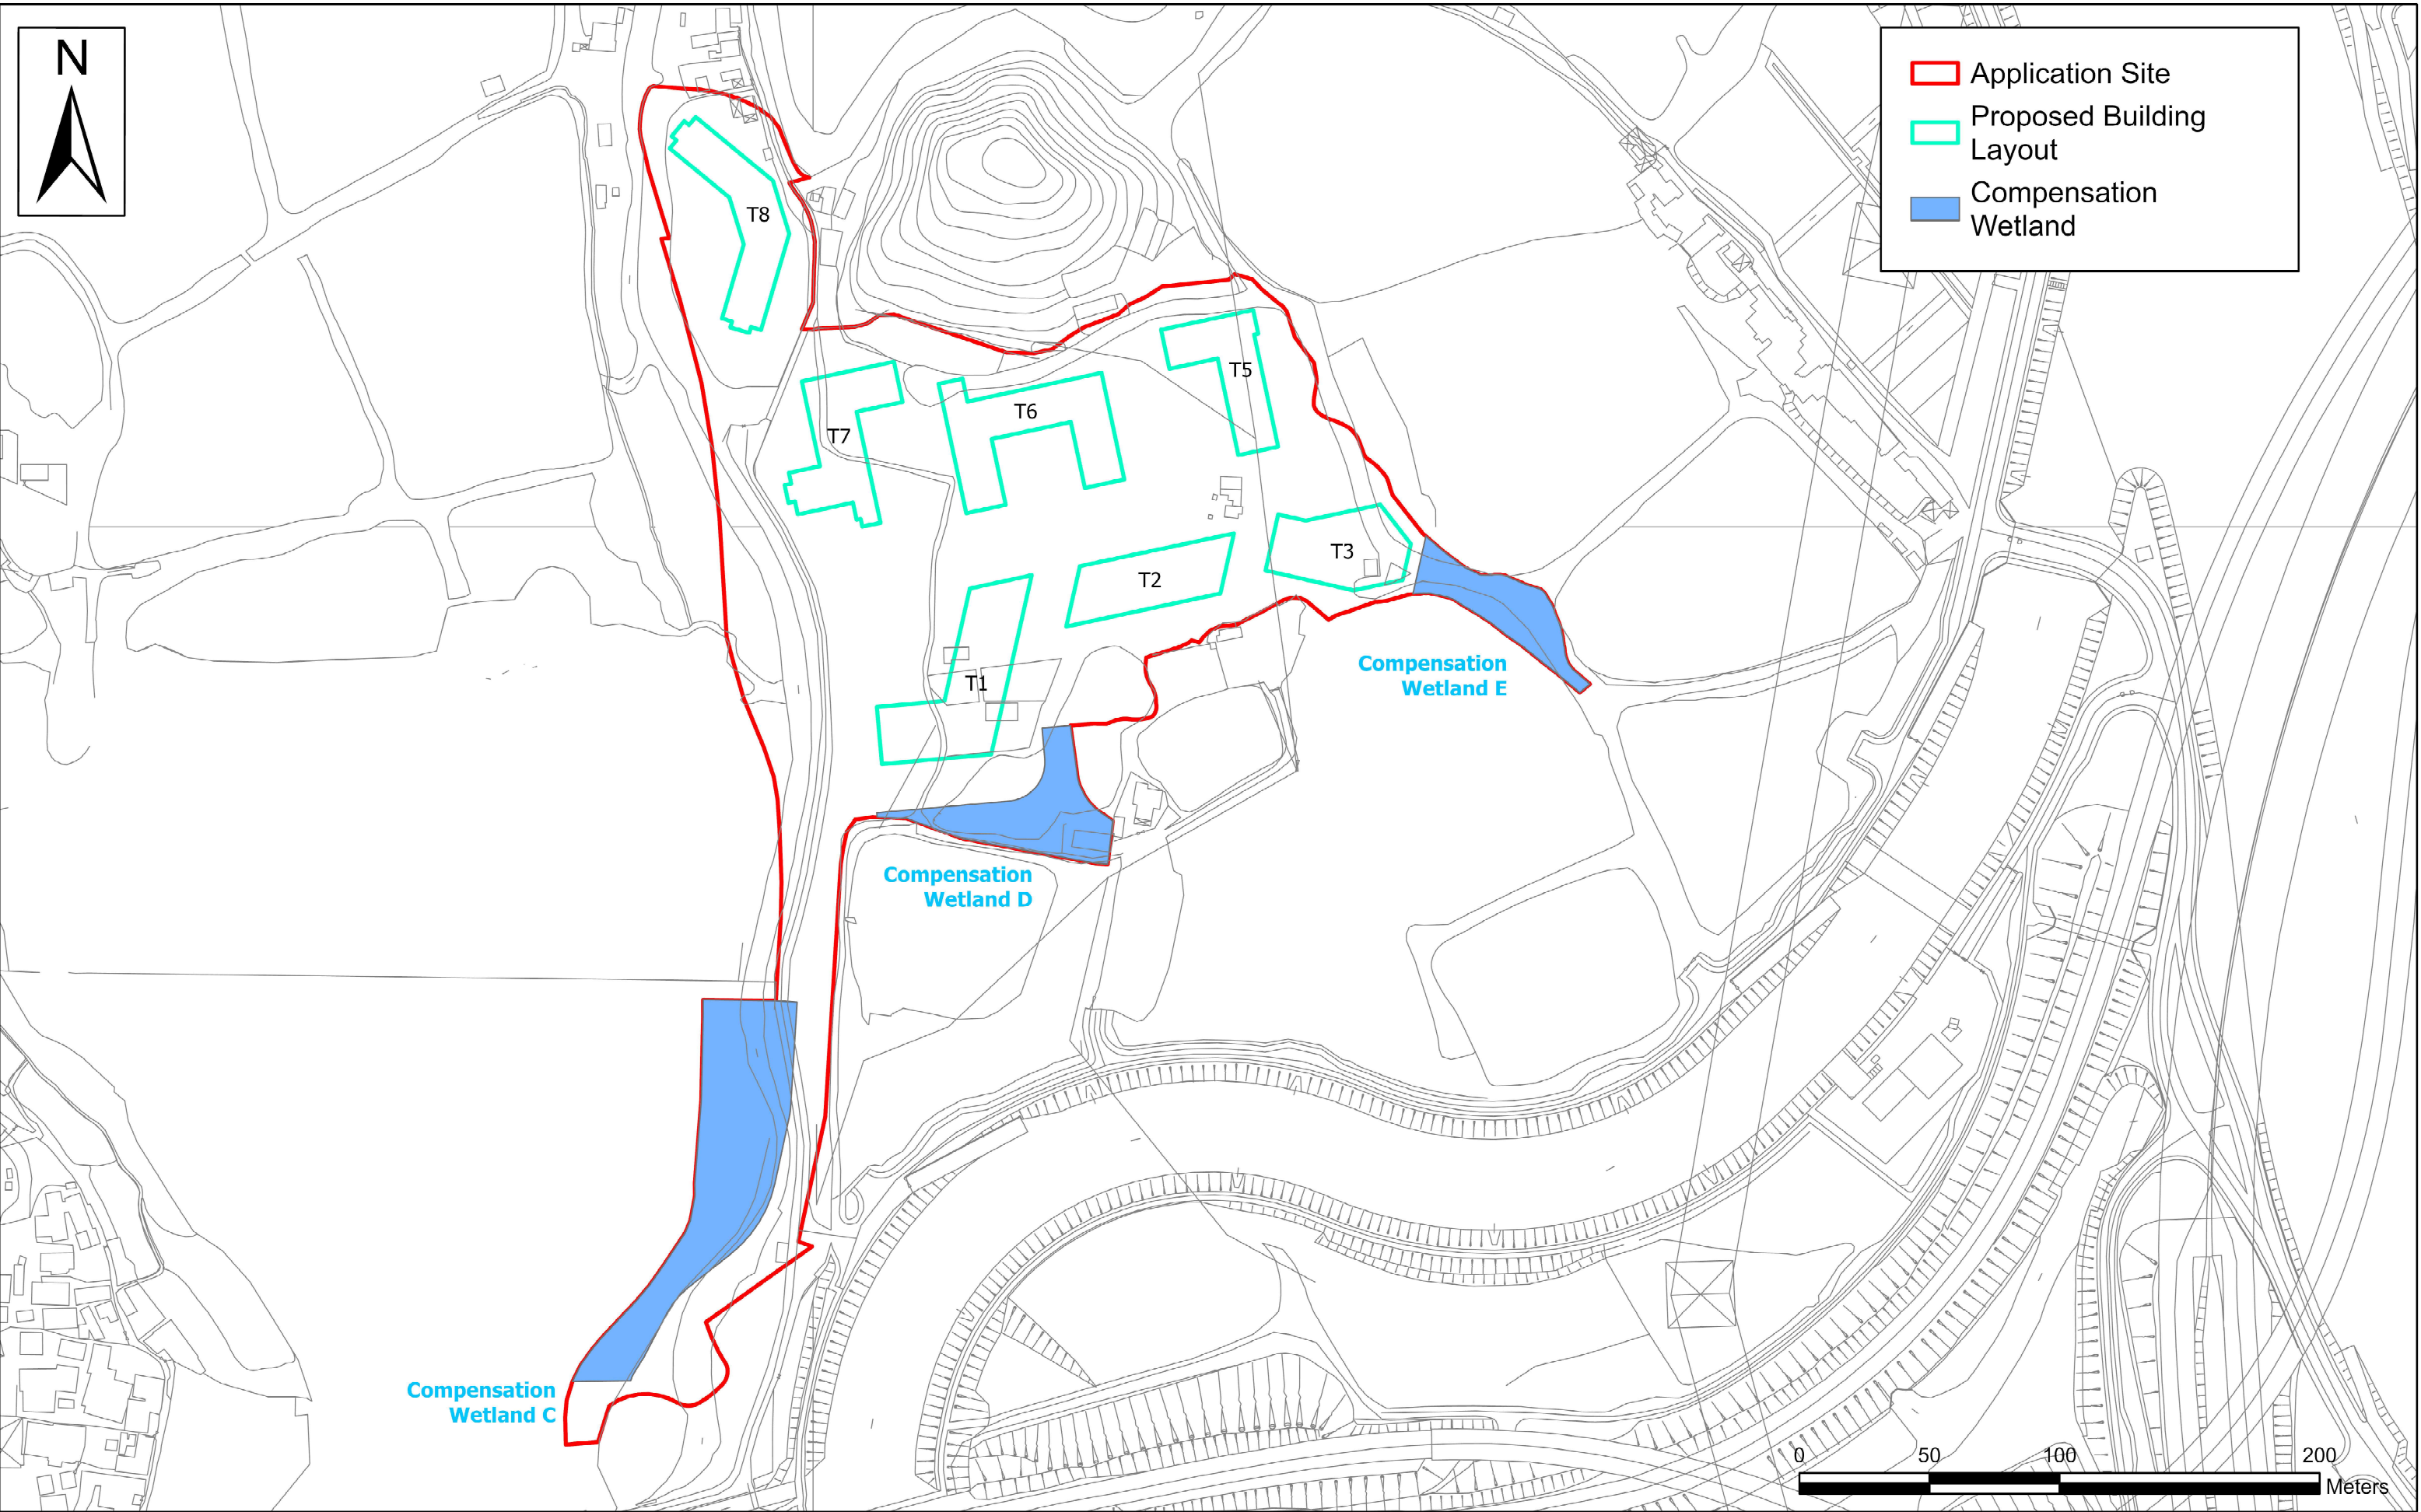 N
Application Site
Proposed Building
Layout
Compensation
Wetland
T8
T5
T6
T7
T3
T2
T1
Compensation
Wetland E
Compensation
Wetland D
Compensation
Wetland C
0 50 100 200
Meters